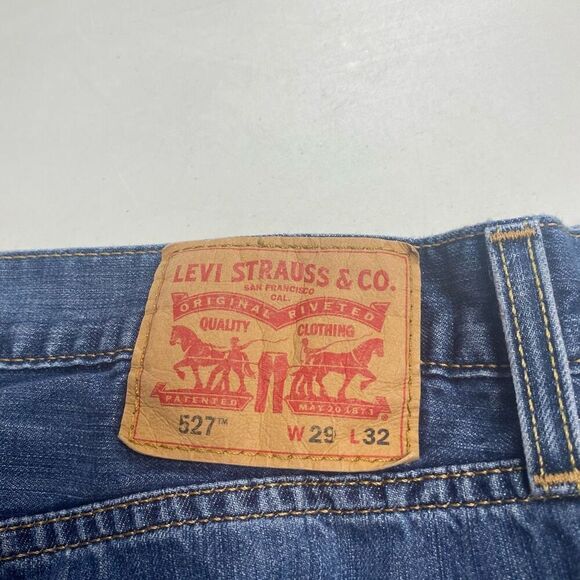 LEVI STRAUSS & CO.
SAN FRANCISCO
CAL.
ORIGINAL RIVETED
QUALITY CLOTHING
PATENTED MAY 20 1873
®
527™ W 29 L 32